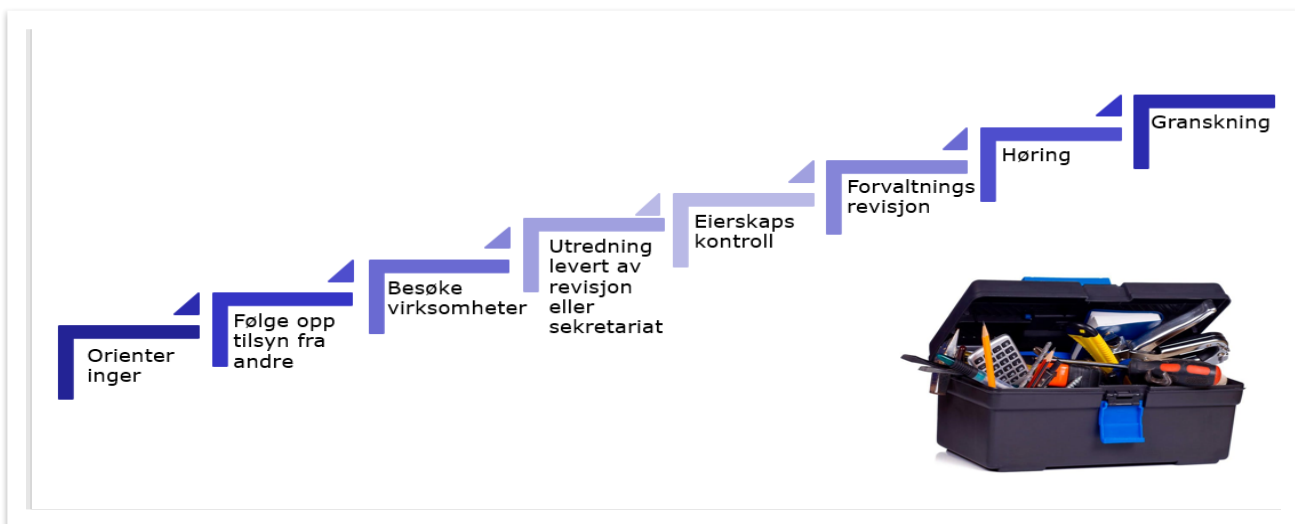 Orienter
inger
Følge opp
tilsyn fra
andre
Besøke
virksomheter
Utredning
levert av
revisjon
eller
sekretariat
Eierskaps
kontroll
Forvaltnings
revisjon
Høring
Granskning